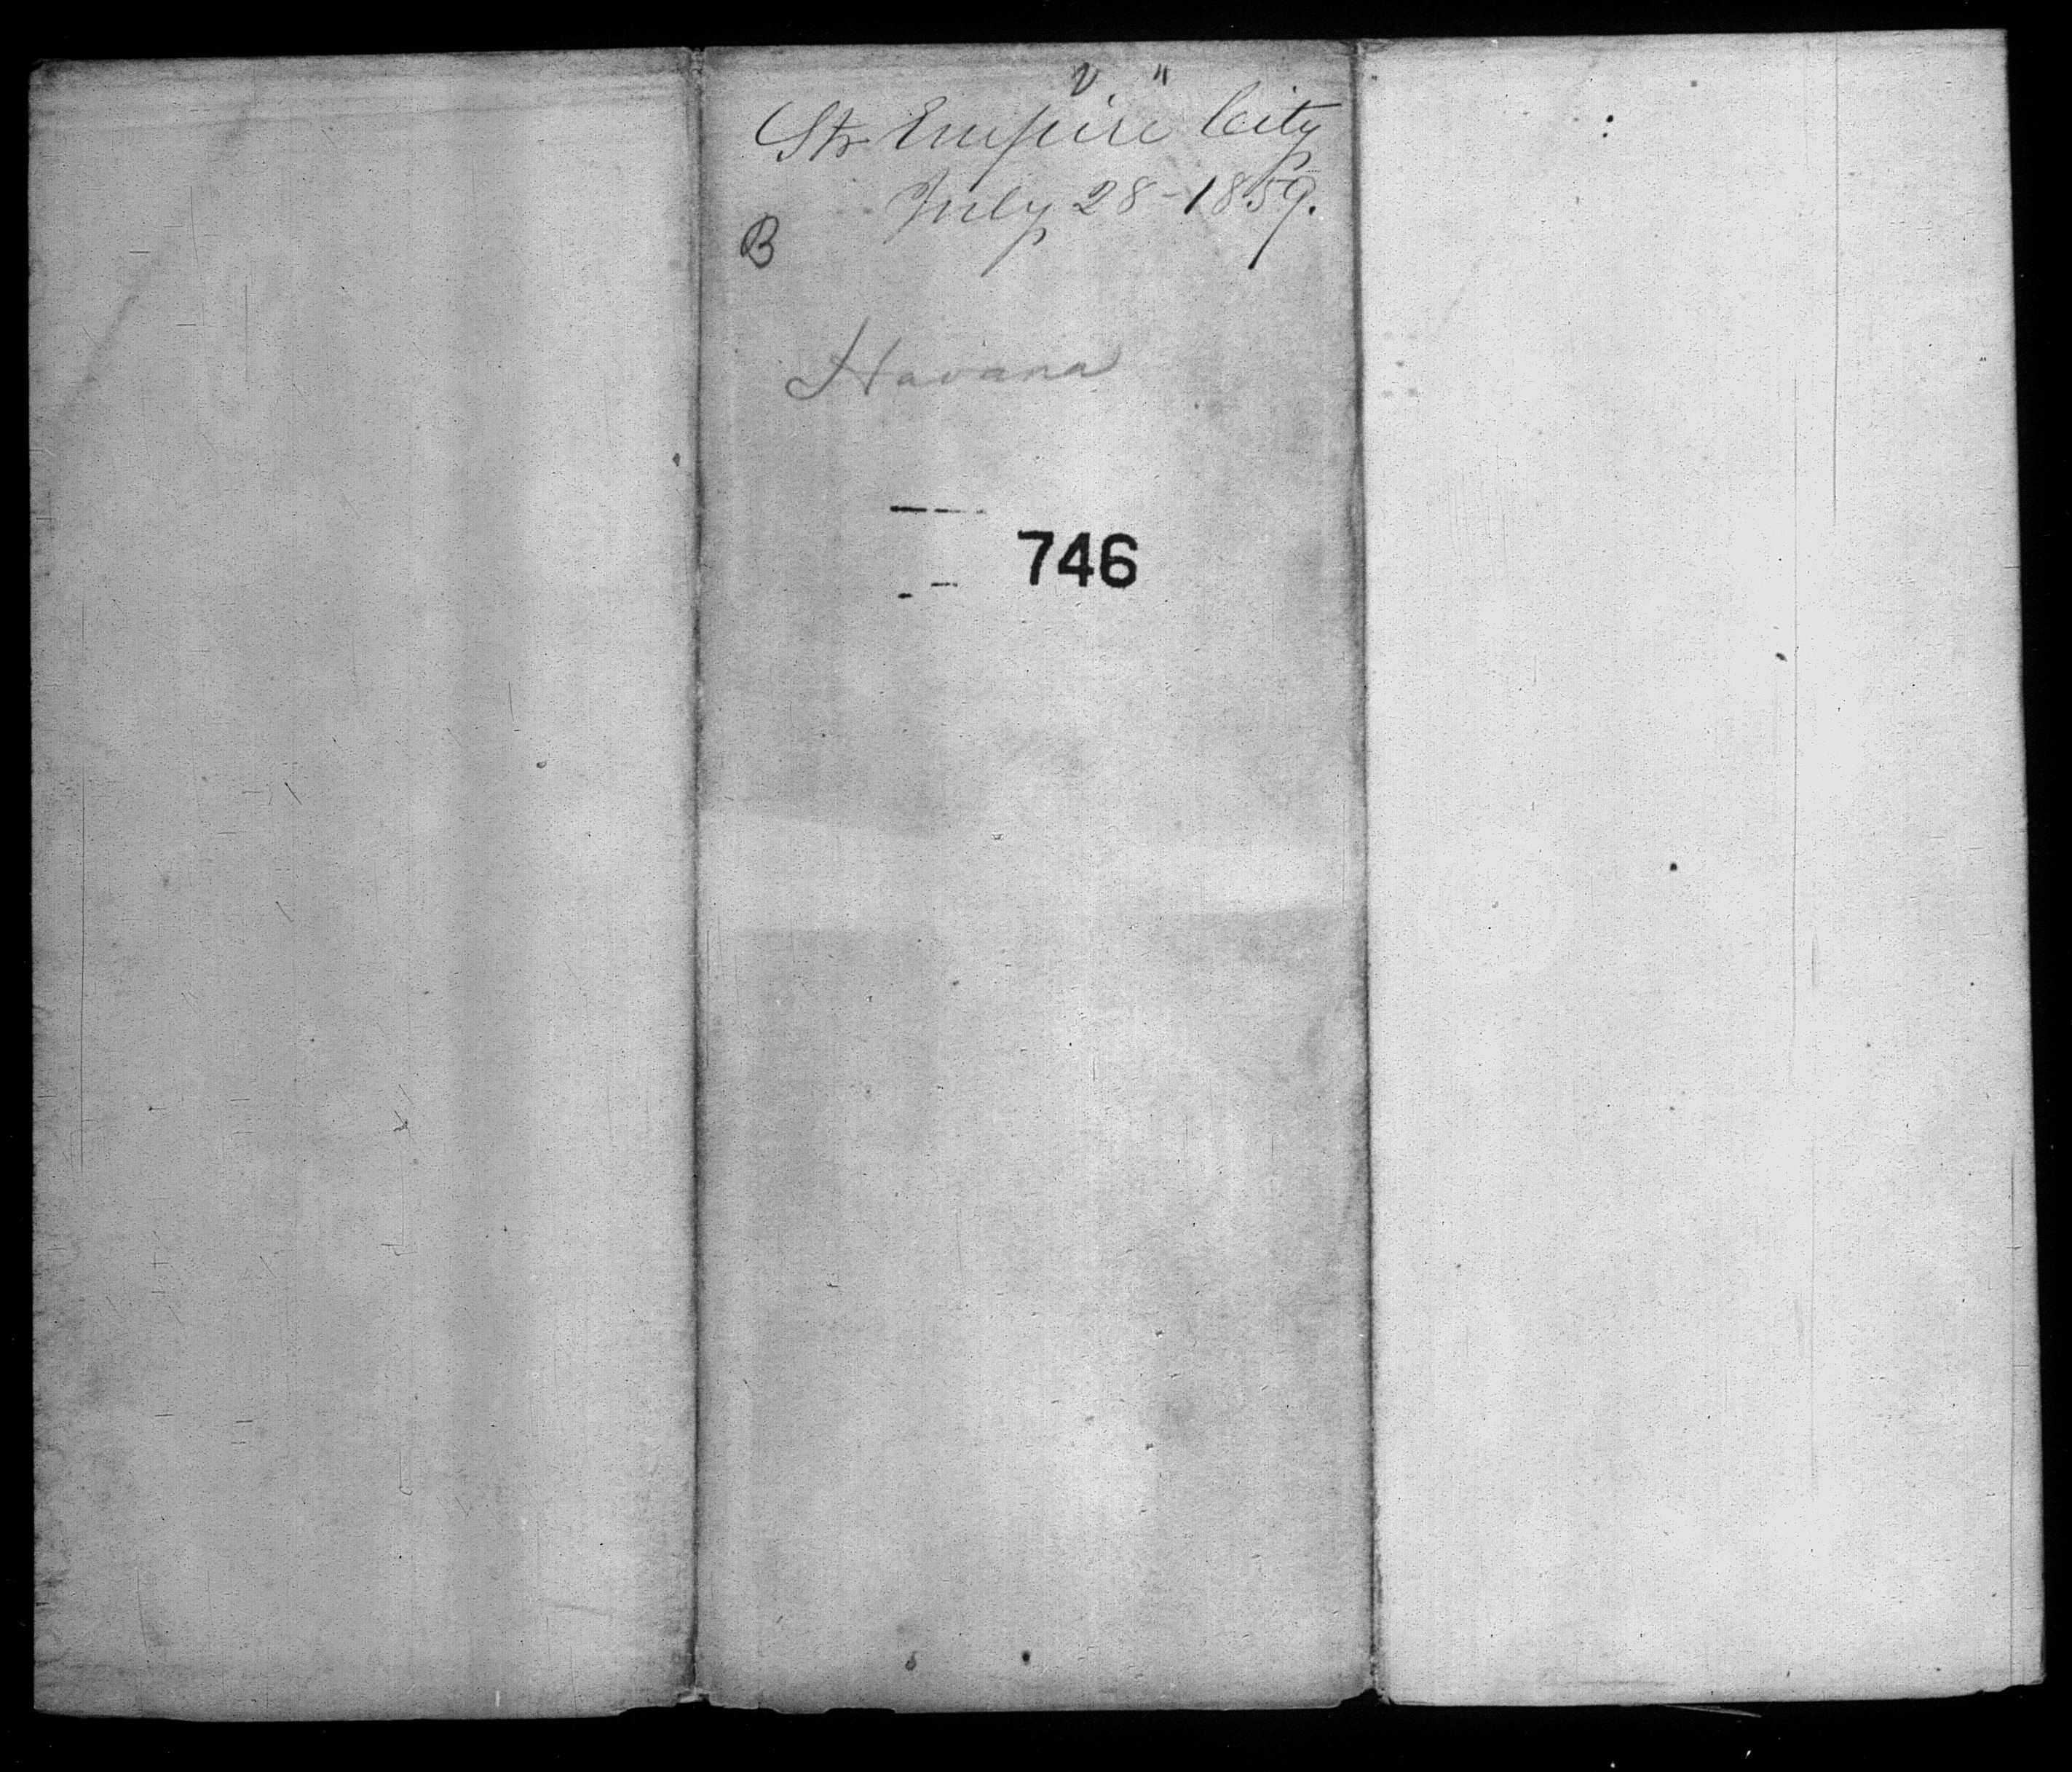 Str Empire City
July 28-1859.
B
Havana
746